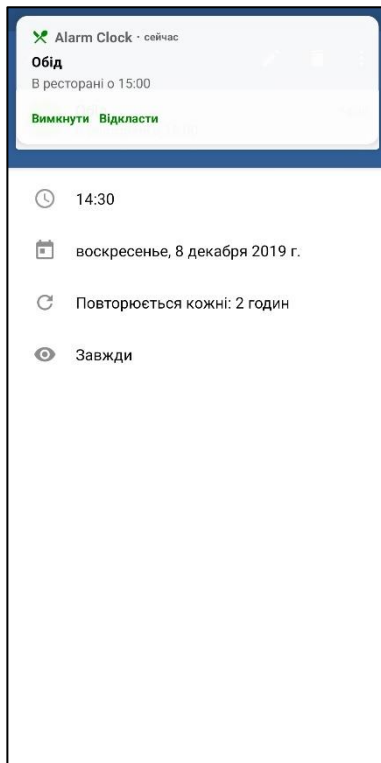 Alarm Clock · сейчас
Обід
В ресторані о 15:00
Вимкнути Відкласти
14:30
воскресенье, 8 декабря 2019 г.
Повторюється кожні: 2 годин
Завжди